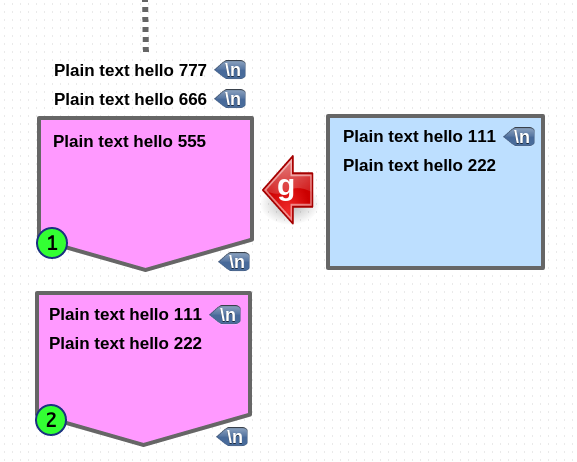 Plain text hello 777 \n
Plain text hello 666 \n
Plain text hello 555
1
\n
g
Plain text hello 111 \n
Plain text hello 222
Plain text hello 111 \n
Plain text hello 222
2
\n